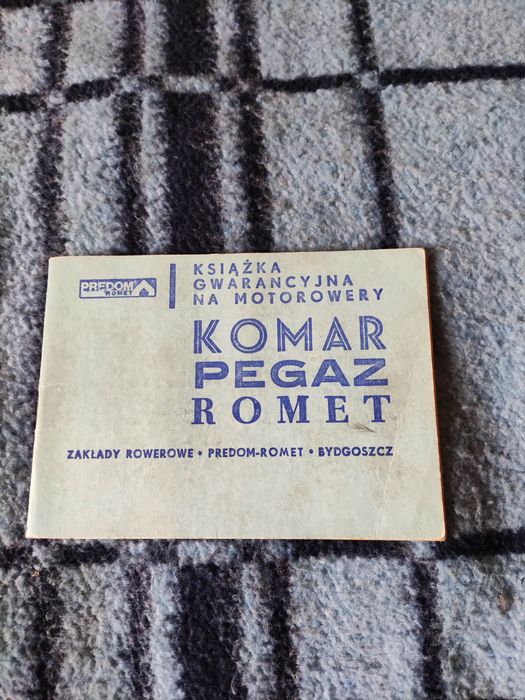 PREDOM
ROMET
KSIĄŻKA
GWARANCYJNA
NA MOTOROWERY
KOMAR
PEGAZ
ROMET
ZAKŁADY ROWEROWE • PREDOM-ROMET • BYDGOSZCZ